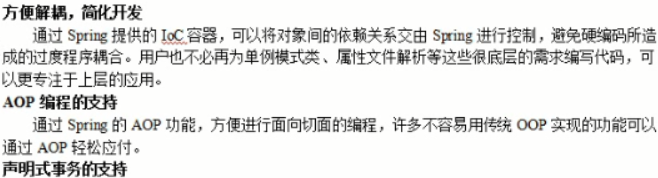 方便解耦，简化开发
通过 Spring 提供的 IoC 容器，可以将对象间的依赖关系交由 Spring 进行控制，避免硬编码所造
成的过度程序耦合。用户也不必再为单例模式类、属性文件解析等这些很底层的需求编写代码，可
以更专注于上层的应用。
AOP 编程的支持
通过 Spring 的 AOP 功能，方便进行面向切面的编程，许多不容易用传统 OOP 实现的功能可以
通过 AOP 轻松应付。
声明式事务的支持